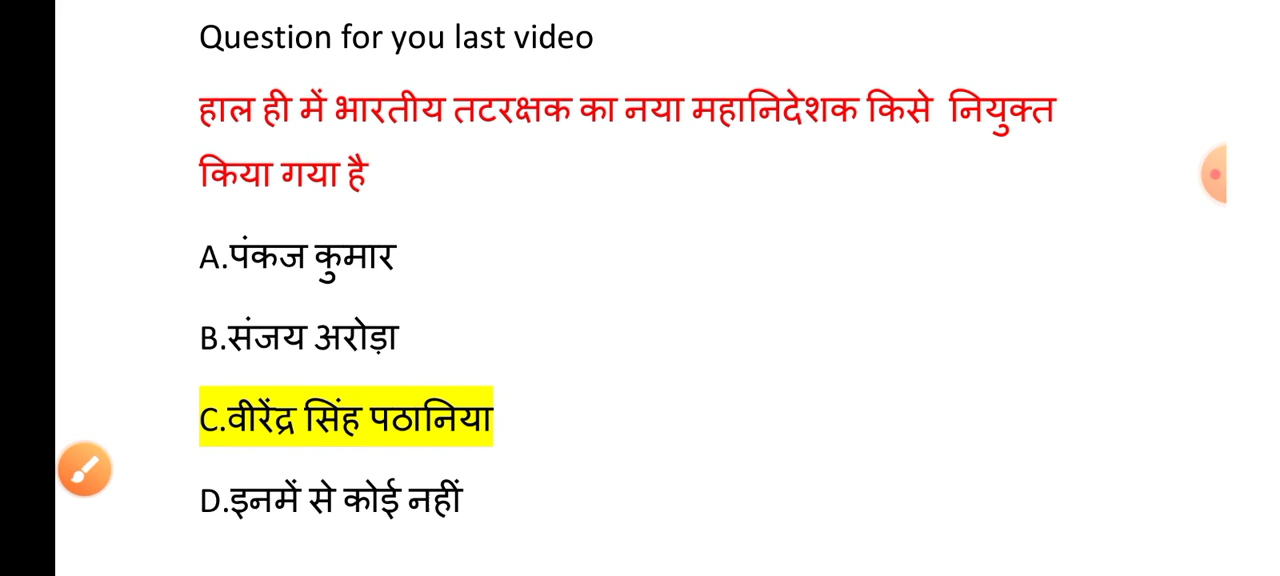 Question for you last video
हाल ही में भारतीय तटरक्षक का नया महानिदेशक किसे नियुक्त
किया गया है
A.पंकज कुमार
B.संजय अरोड़ा
C.वीरेंद्र सिंह पठानिया
D.इनमें से कोई नहीं